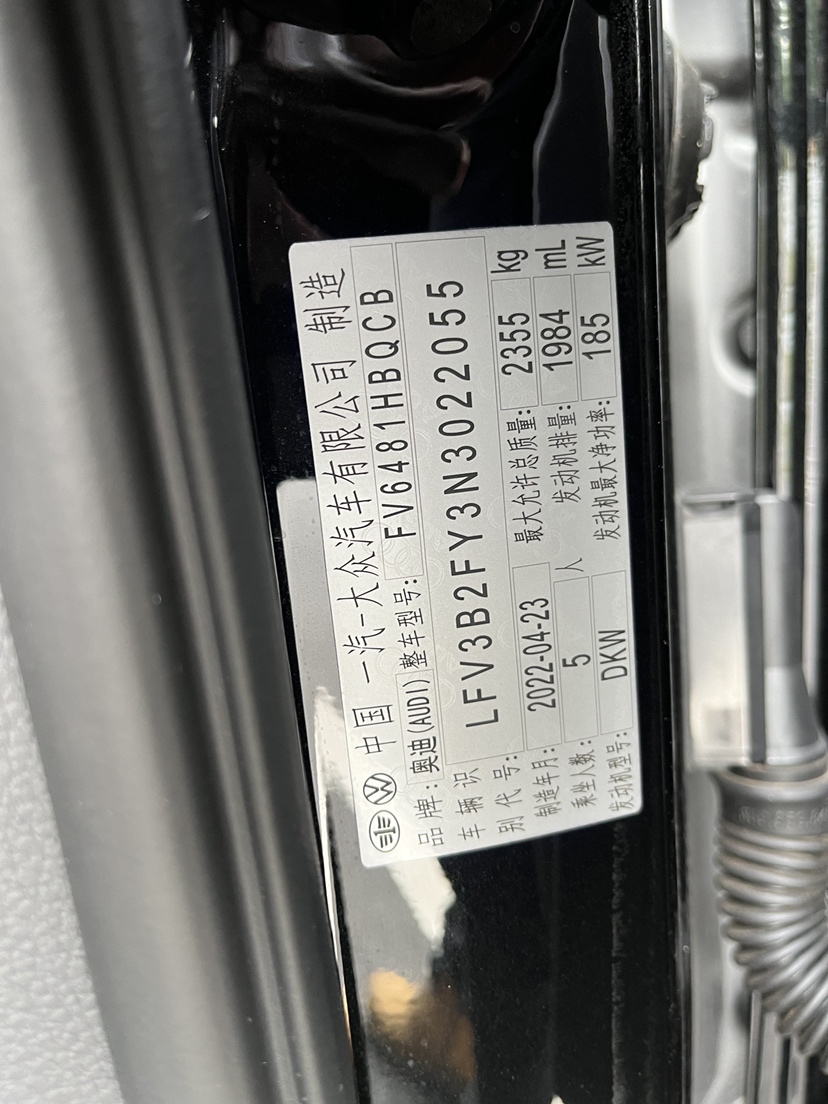 中国 一汽-大众汽车有限公司 制造
品牌: 奥迪(AUDI) 整车型号: FV6481HBQCB
车辆识别代号: LFV3B2FY3N3022055
制造年月: 2022-04-23 最大允许总质量: 2355 kg
乘坐人数: 5 人 发动机排量: 1984 mL
发动机型号: DKW 发动机最大净功率: 185 kW